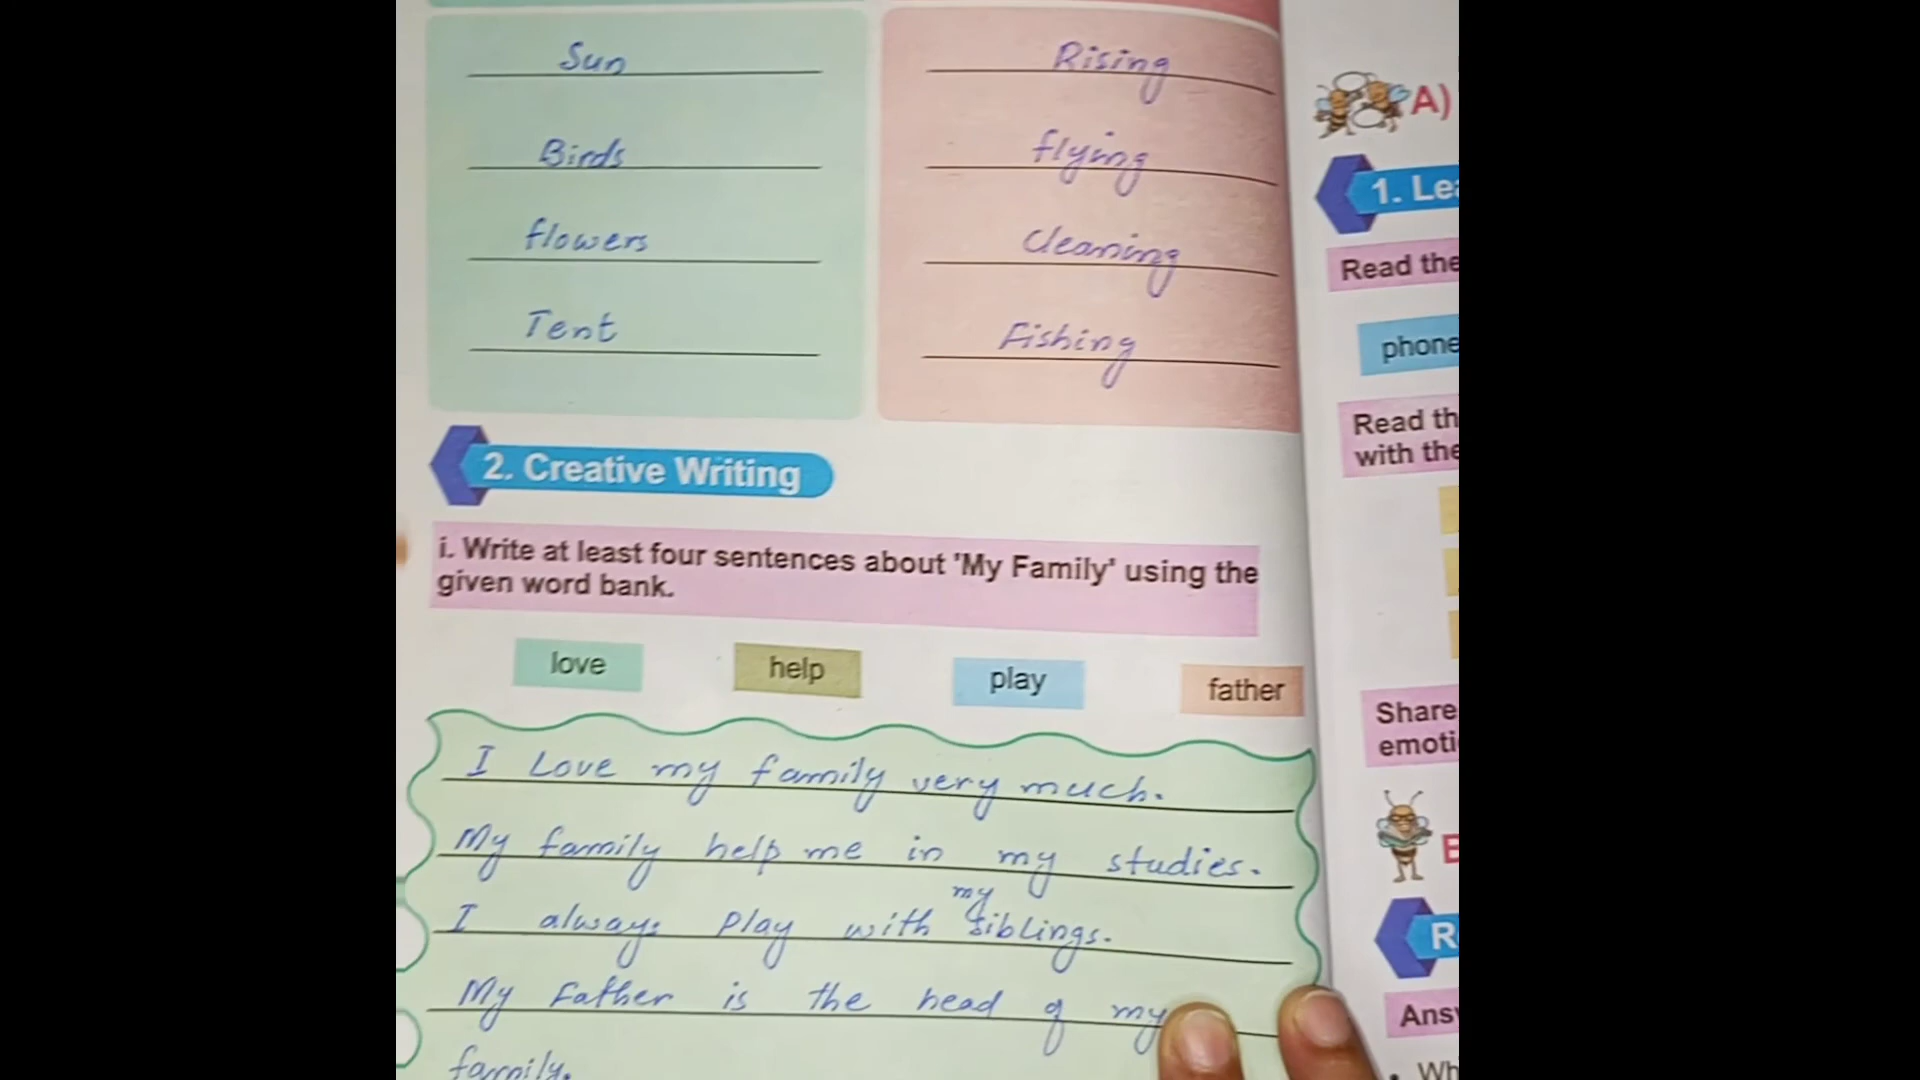 Sun
Rising
Birds
flying
flowers
cleaning
Tent
Fishing
2. Creative Writing
i. Write at least four sentences about 'My Family' using the
given word bank.
love help play father
I Love my family very much.
My family help me in my studies.
my
I always play with siblings.
My Father is the head of my
family.
A)
1. Le
Read the
phone
Read th
with the
Share
emoti
R
Ans
Wh